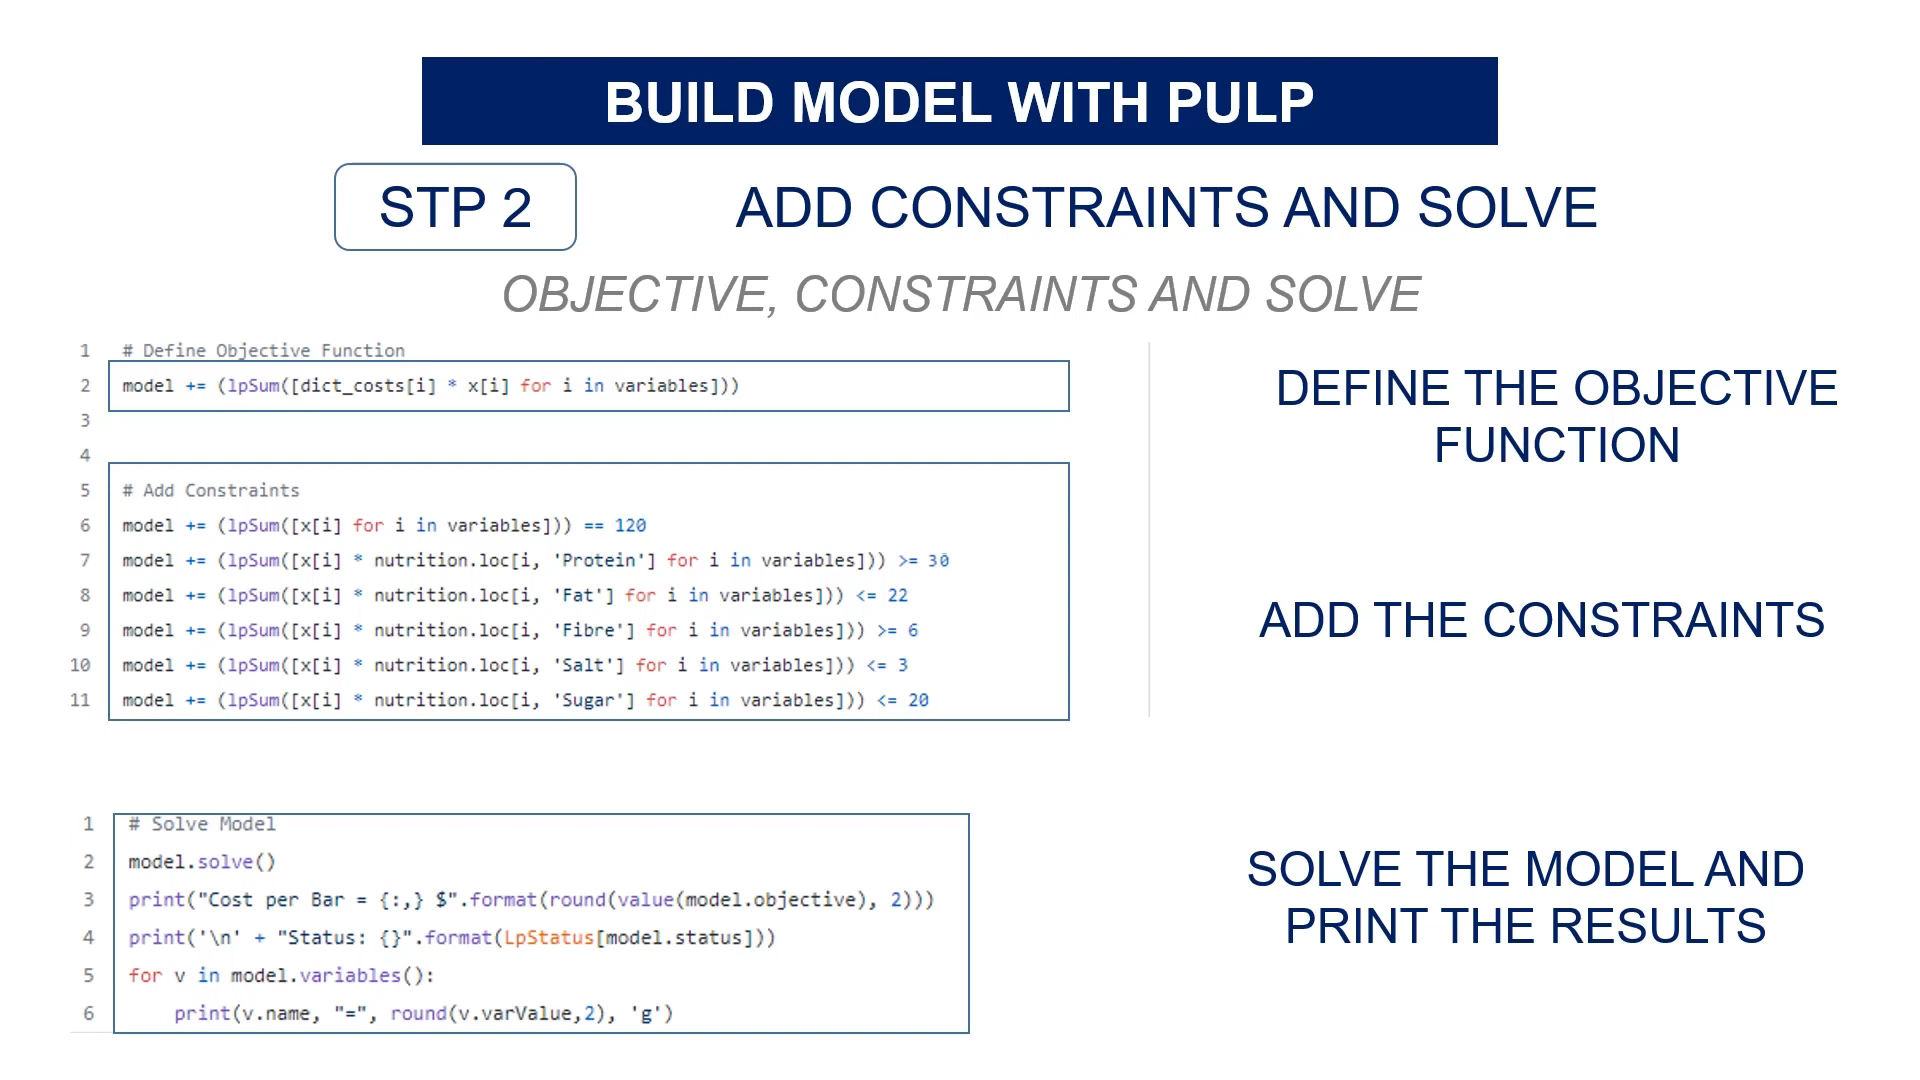 BUILD MODEL WITH PULP
STP 2
ADD CONSTRAINTS AND SOLVE
OBJECTIVE, CONSTRAINTS AND SOLVE
1 # Define Objective Function
2 model += (lpSum([dict_costs[i] * x[i] for i in variables]))
3
4
5 # Add Constraints
6 model += (lpSum([x[i] for i in variables])) == 120
7 model += (lpSum([x[i] * nutrition.loc[i, 'Protein'] for i in variables])) >= 30
8 model += (lpSum([x[i] * nutrition.loc[i, 'Fat'] for i in variables])) <= 22
9 model += (lpSum([x[i] * nutrition.loc[i, 'Fibre'] for i in variables])) >= 6
10 model += (lpSum([x[i] * nutrition.loc[i, 'Salt'] for i in variables])) <= 3
11 model += (lpSum([x[i] * nutrition.loc[i, 'Sugar'] for i in variables])) <= 20
DEFINE THE OBJECTIVE
FUNCTION
ADD THE CONSTRAINTS
1 # Solve Model
2 model.solve()
3 print("Cost per Bar = {:,} $".format(round(value(model.objective), 2)))
4 print('\n' + "Status: {}".format(LpStatus[model.status]))
5 for v in model.variables():
6     print(v.name, "=", round(v.varValue,2), 'g')
SOLVE THE MODEL AND
PRINT THE RESULTS